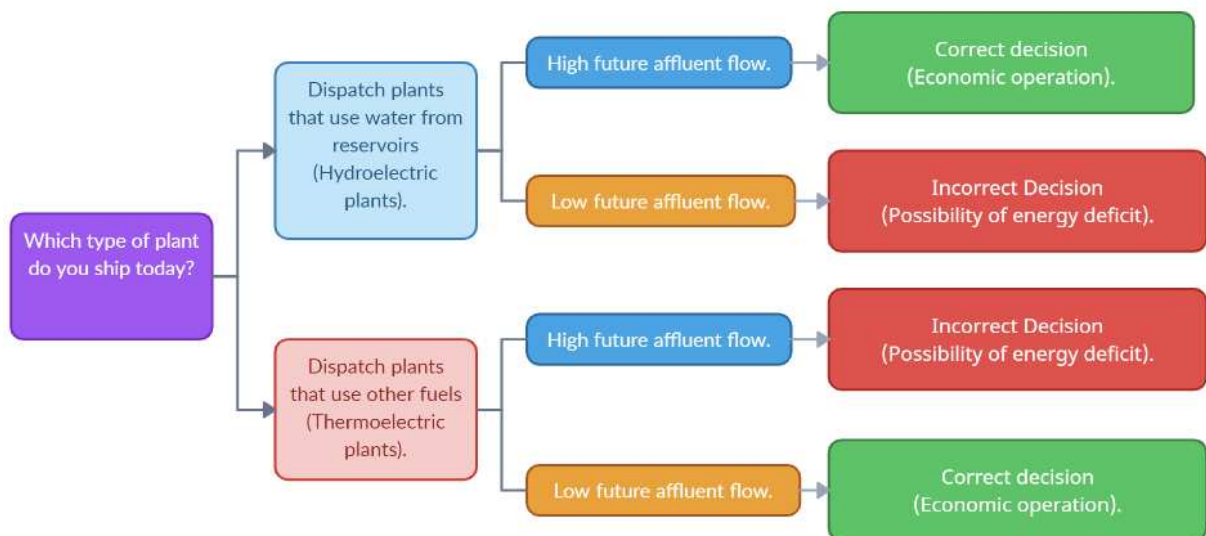 Which type of plant
do you ship today?
Dispatch plants
that use water from
reservoirs
(Hydroelectric
plants).
High future affluent flow.
Correct decision
(Economic operation).
Low future affluent flow.
Incorrect Decision
(Possibility of energy deficit).
Dispatch plants
that use other fuels
(Thermoelectric
plants).
High future affluent flow.
Incorrect Decision
(Possibility of energy deficit).
Low future affluent flow.
Correct decision
(Economic operation).